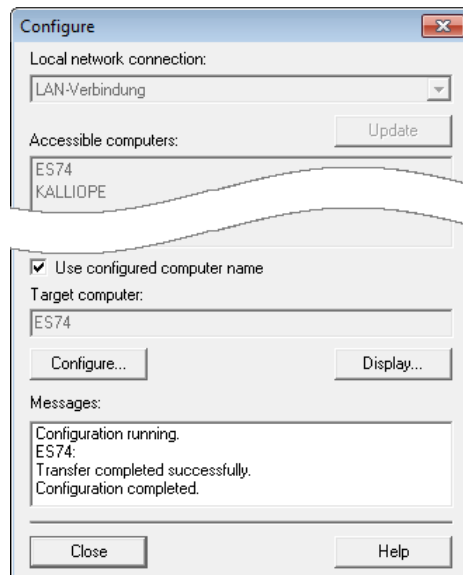 Configure
Local network connection:
LAN-Verbindung
Update
Accessible computers:
ES74
KALLIOPE
Use configured computer name
Target computer:
ES74
Configure...
Display...
Messages:
Configuration running.
ES74:
Transfer completed successfully.
Configuration completed.
Close
Help